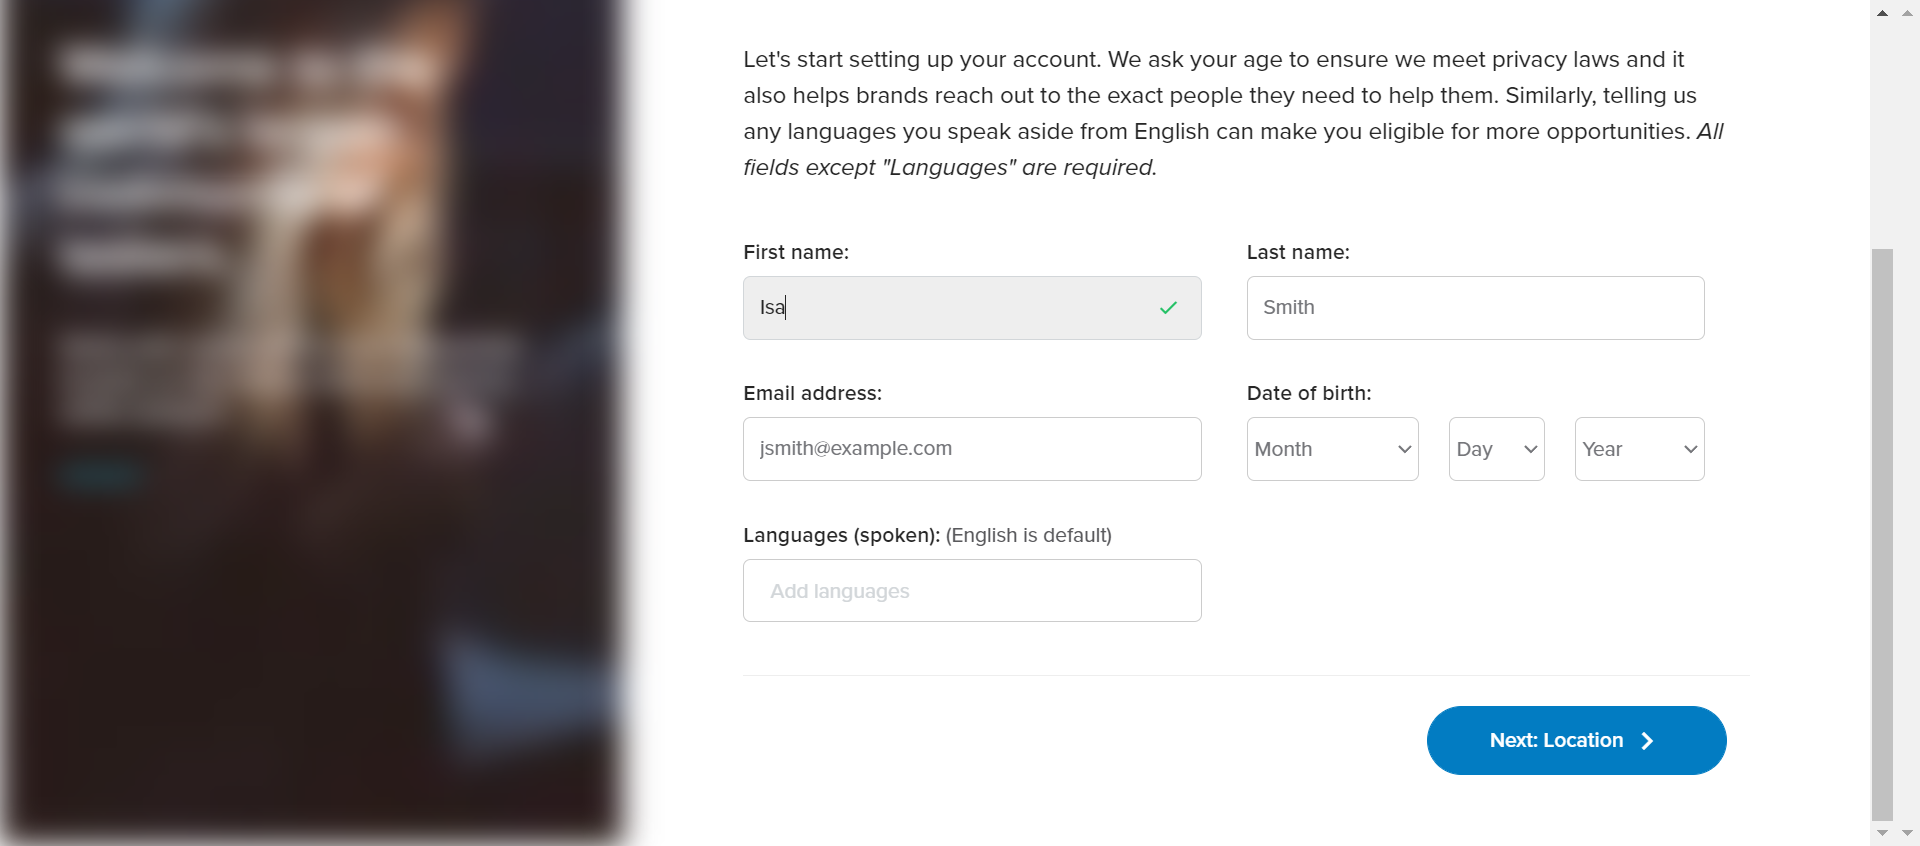 Let's start setting up your account. We ask your age to ensure we meet privacy laws and it
also helps brands reach out to the exact people they need to help them. Similarly, telling us
any languages you speak aside from English can make you eligible for more opportunities. All
fields except "Languages" are required.
First name:
Last name:
Isa
Smith
Email address:
Date of birth:
jsmith@example.com
Month
Day
Year
Languages (spoken): (English is default)
Add languages
Next: Location